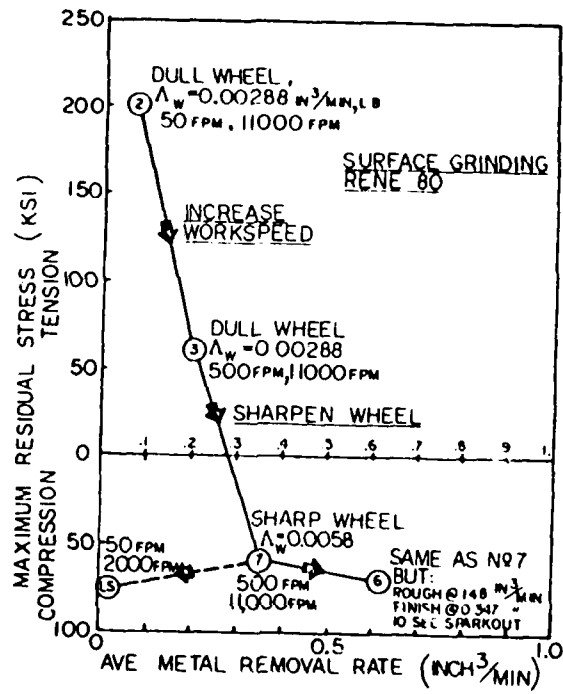 250
DULL WHEEL,
Λw=0.00288 IN³/MIN, LB
50 FPM, 11000 FPM
200
SURFACE GRINDING
RENE 80
150
INCREASE
WORKSPEED
100
DULL WHEEL
Λw=0.00288
500 FPM, 11000 FPM
50
SHARPEN WHEEL
0
.1 .2 .3 .4 .5 .6 .7 .8 .9 1.
SHARP WHEEL
Λw=0.0058
50 FPM
2000 FPM
50
LS
500 FPM
11,000 FPM
SAME AS Nº 7
BUT:
ROUGH @ 1.48 IN³/MIN
FINISH @ 0.347 "
10 SEC SPARKOUT
100
2
3
7
6
0 0.5 1.0
AVE METAL REMOVAL RATE (INCH³/MIN)
MAXIMUM RESIDUAL STRESS (KSI)
COMPRESSION TENSION